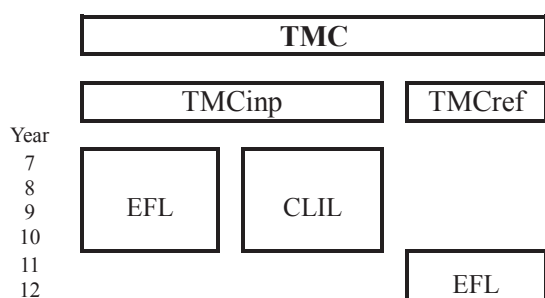 TMC
TMCinp TMCref
Year
7
8
9 EFL CLIL
10
11
12 EFL